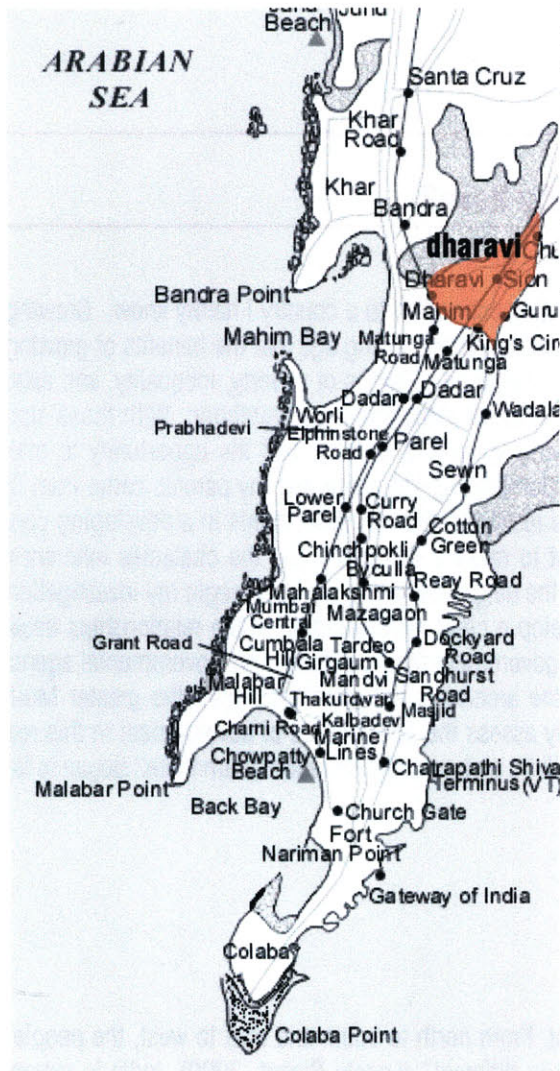 Beach
ARABIAN
SEA
Santa Cruz
Khar
Road
Khar
Bandra
dharavi
Dharavi
Sion
Bandra Point
Mahim
Guru
King's Circ
Mahim Bay
Matunga
Road
Matunga
Dadar
Dadar
Worli
Wadala
Prabhadevi
Elphinstone
Road
Parel
Sewn
Lower
Parel
Curry
Road
Cotton
Green
Chinchpokli
Byculla
Mahalakshmi
Reay Road
Mumbai
Central
Mazagaon
Grant Road
Cumbala
Hill
Tardeo
Dockyard
Road
Girgaum
Malabar
Hill
Mandvi
Sandhurst
Road
Thakurdwar
Masjid
Charni Road
Kalbadevi
Marine
Lines
Chowpatty
Beach
Chatrapathi Shiva
Terminus (VT)
Malabar Point
Back Bay
Church Gate
Fort
Nariman Point
Gateway of India
Colaba
Colaba Point